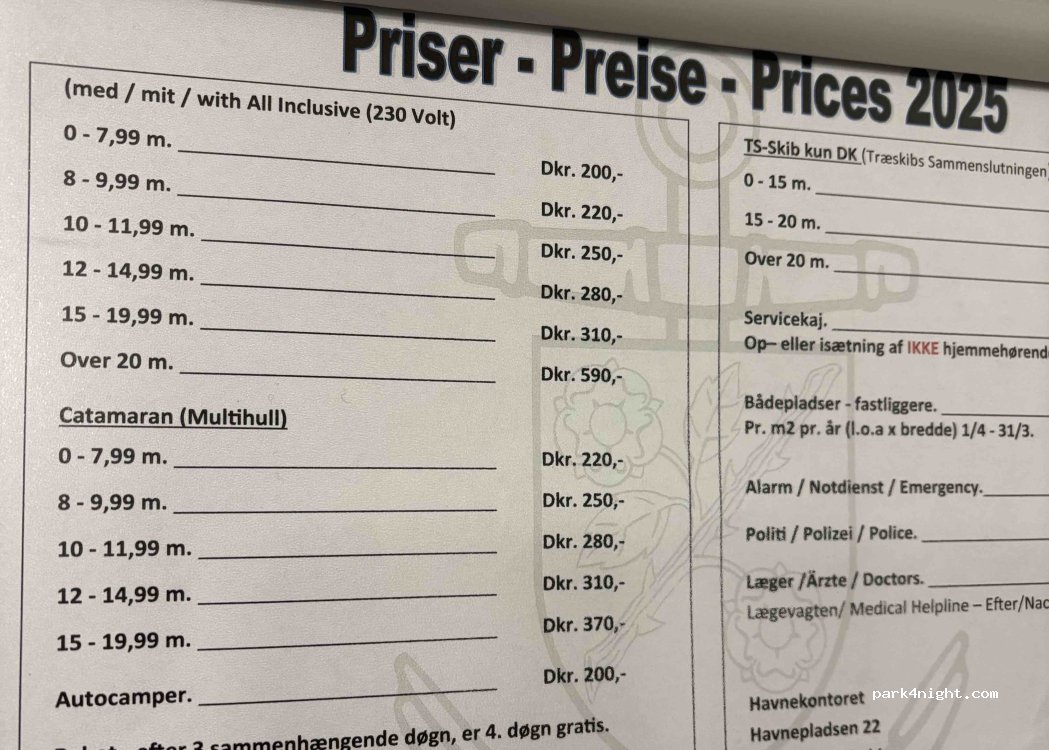 Priser - Preise - Prices 2025
(med / mit / with All Inclusive (230 Volt)
0 - 7,99 m. Dkr. 200,-
8 - 9,99 m. Dkr. 220,-
10 - 11,99 m. Dkr. 250,-
12 - 14,99 m. Dkr. 280,-
15 - 19,99 m. Dkr. 310,-
Over 20 m. Dkr. 590,-
Catamaran (Multihull)
0 - 7,99 m. Dkr. 220,-
8 - 9,99 m. Dkr. 250,-
10 - 11,99 m. Dkr. 280,-
12 - 14,99 m. Dkr. 310,-
15 - 19,99 m. Dkr. 370,-
Autocamper. Dkr. 200,-
3 sammenhængende døgn, er 4. døgn gratis.
TS-Skib kun DK (Træskibs Sammenslutningen
0 - 15 m.
15 - 20 m.
Over 20 m.
Servicekaj.
Op– eller isætning af IKKE hjemmehørend
Bådepladser - fastliggere.
Pr. m2 pr. år (l.o.a x bredde) 1/4 - 31/3.
Alarm / Notdienst / Emergency.
Politi / Polizei / Police.
Læger /Ärzte / Doctors.
Lægevagten/ Medical Helpline – Efter/Nac
Havnekontoret
Havnepladsen 22
park4night.com